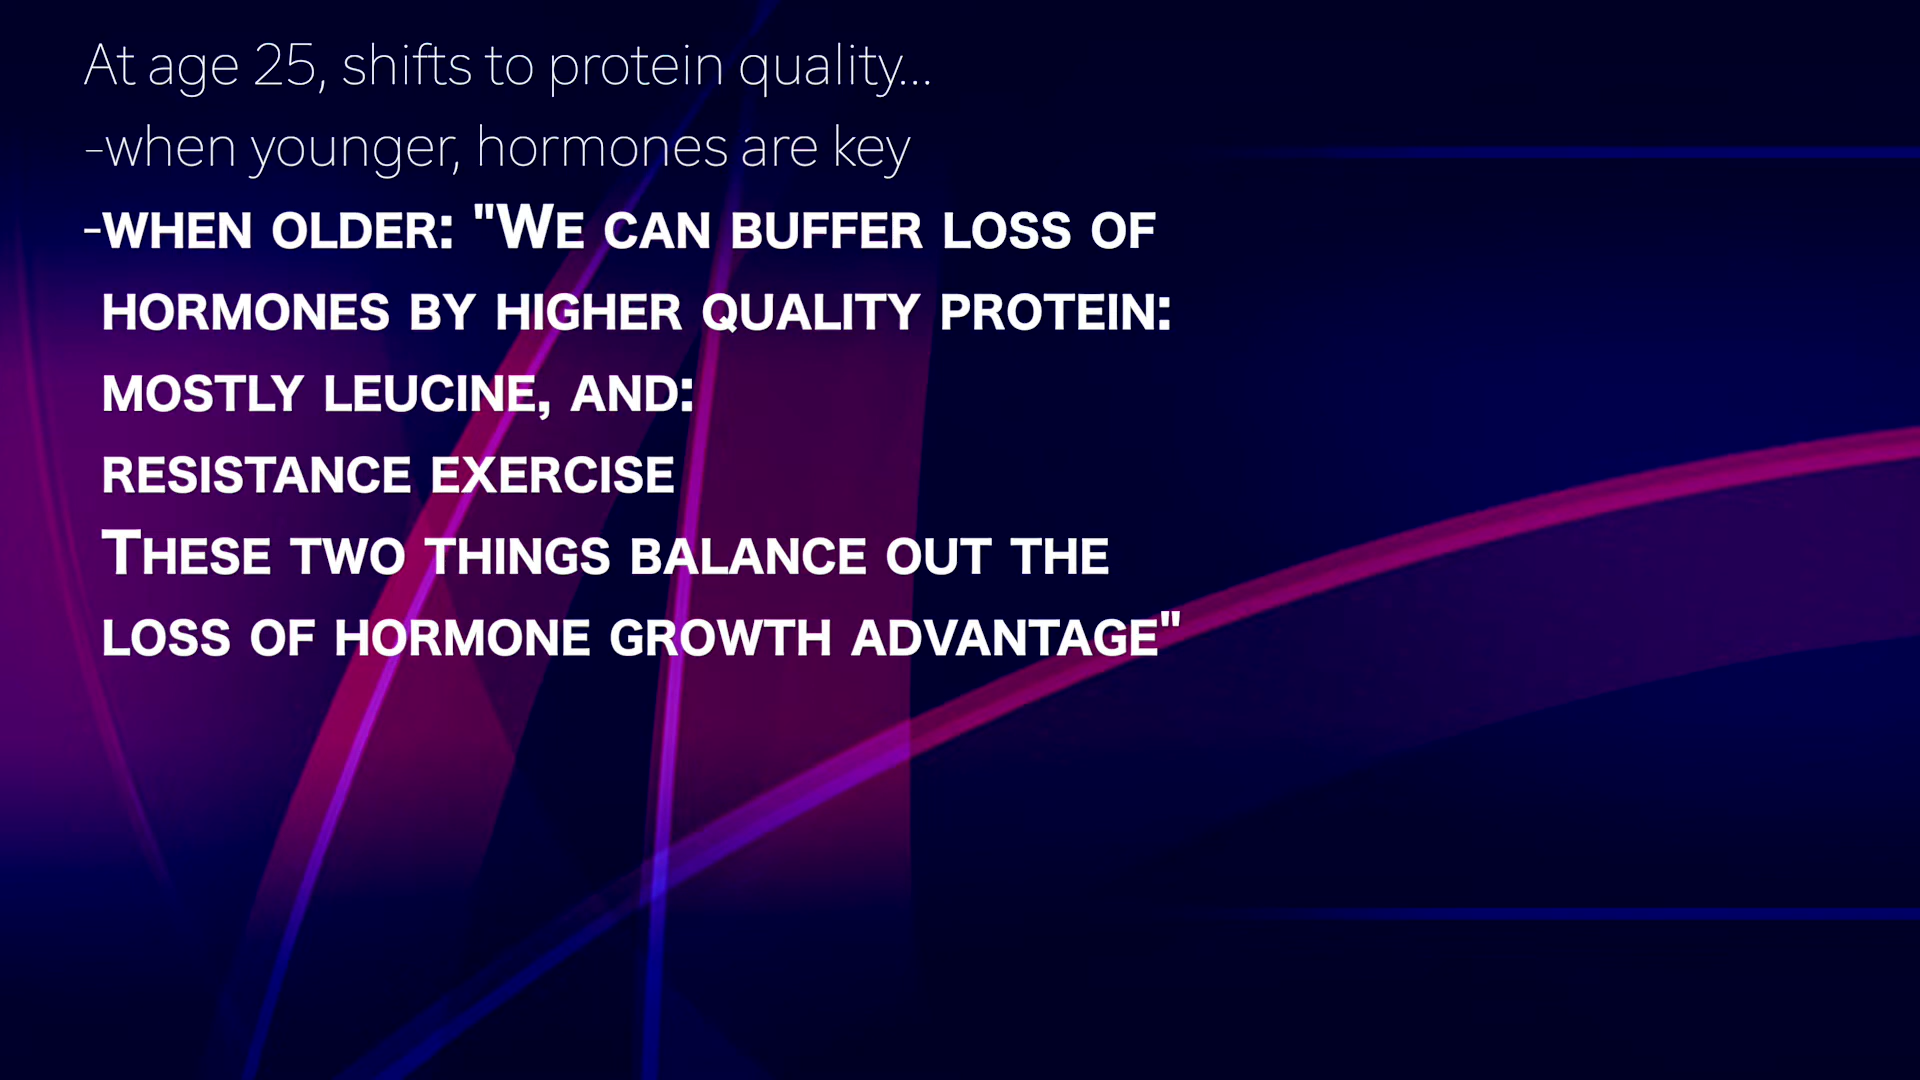 At age 25, shifts to protein quality...
-when younger, hormones are key
-WHEN OLDER: "WE CAN BUFFER LOSS OF
HORMONES BY HIGHER QUALITY PROTEIN:
MOSTLY LEUCINE, AND:
RESISTANCE EXERCISE
THESE TWO THINGS BALANCE OUT THE
LOSS OF HORMONE GROWTH ADVANTAGE"